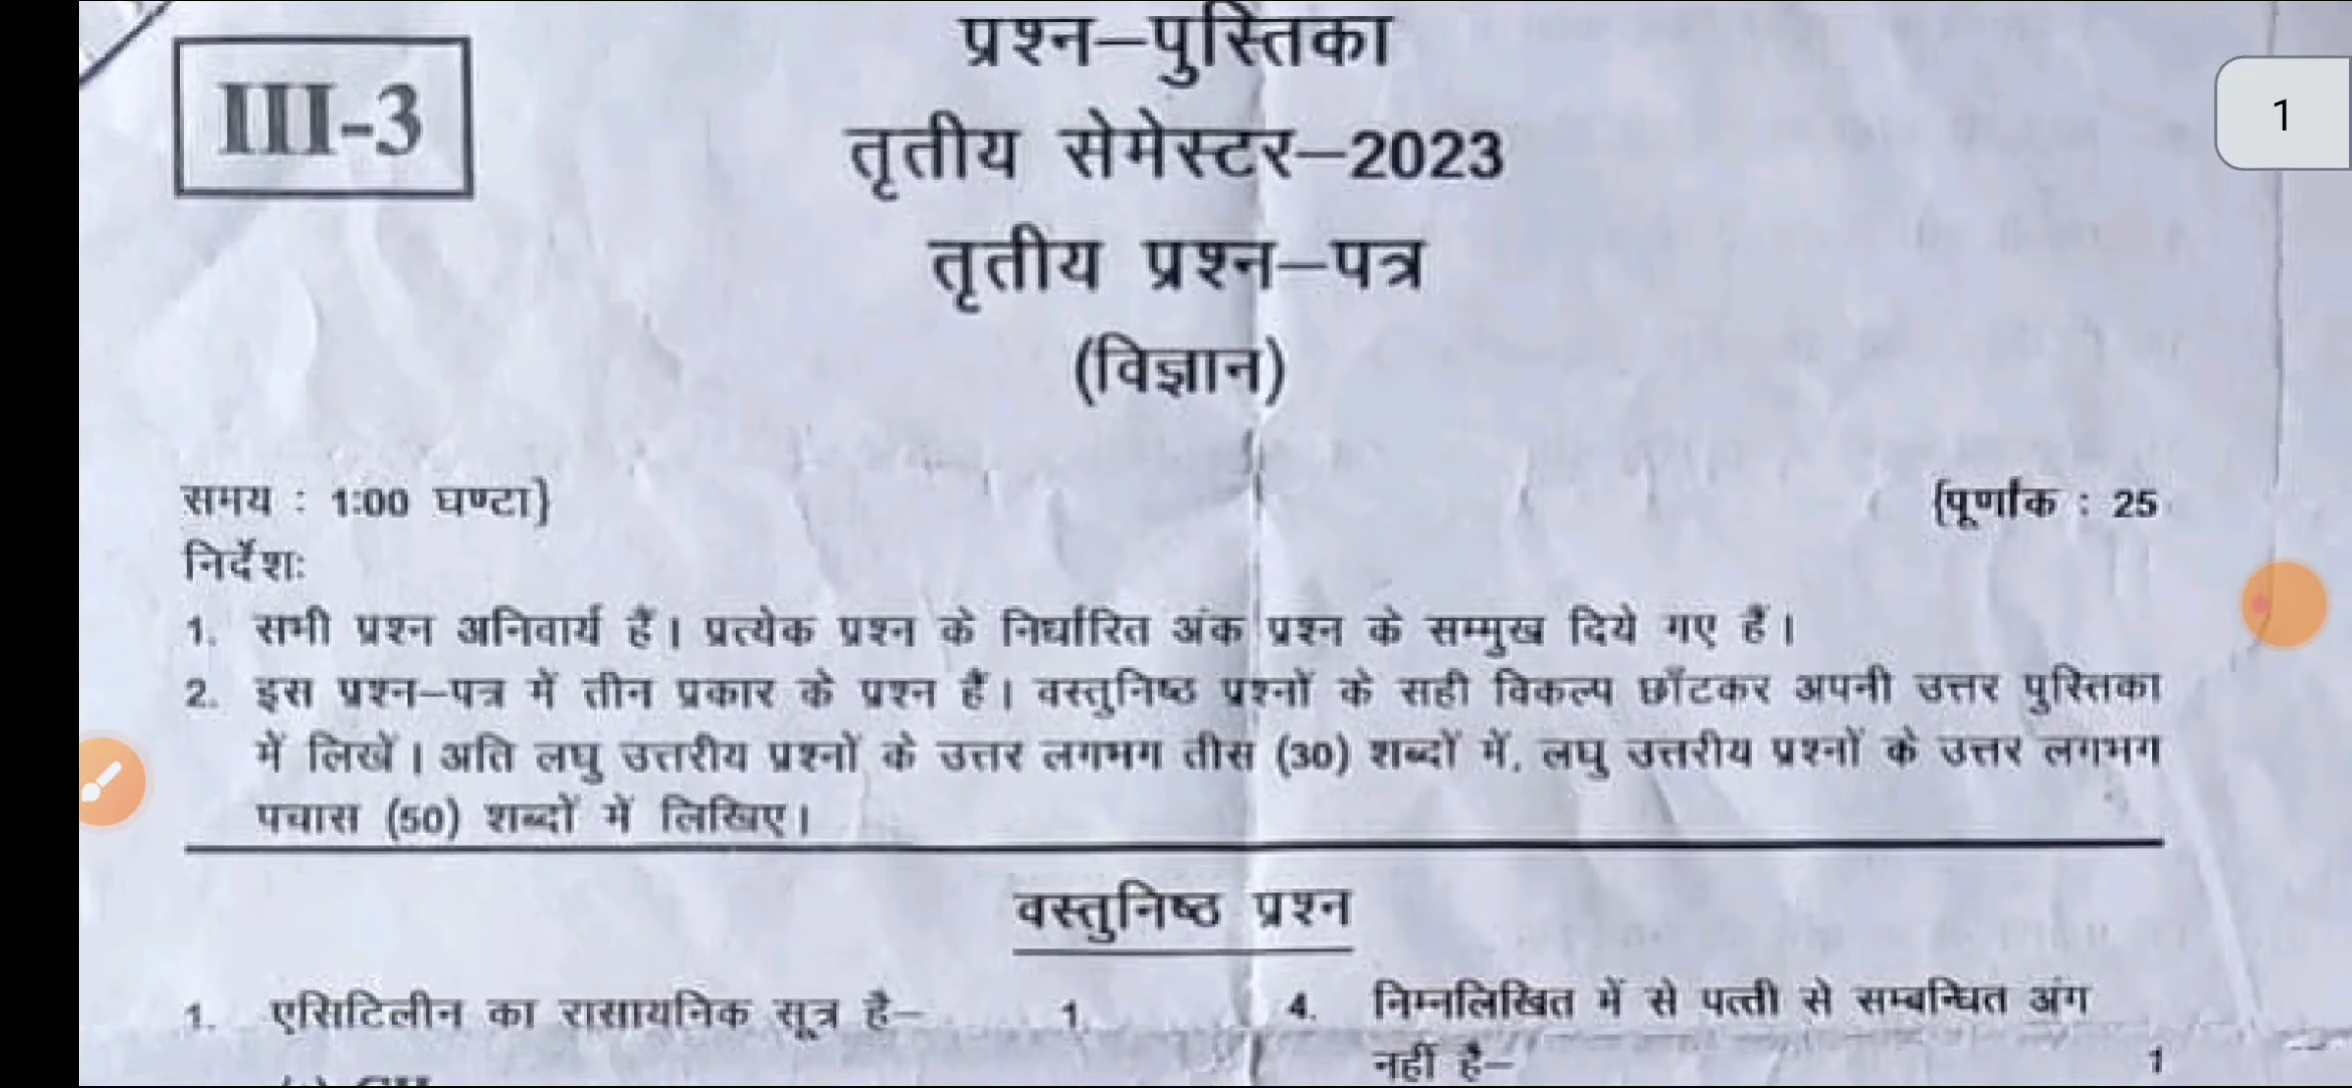 प्रश्न–पुस्तिका
III-3
1
तृतीय सेमेस्टर–2023
तृतीय प्रश्न–पत्र
(विज्ञान)
समय : 1:00 घण्टा}
{पूर्णांक : 25
निर्देशः
1. सभी प्रश्न अनिवार्य हैं। प्रत्येक प्रश्न के निर्धारित अंक प्रश्न के सम्मुख दिये गए हैं।
2. इस प्रश्न–पत्र में तीन प्रकार के प्रश्न हैं। वस्तुनिष्ठ प्रश्नों के सही विकल्प छाँटकर अपनी उत्तर पुस्तिका
में लिखें। अति लघु उत्तरीय प्रश्नों के उत्तर लगभग तीस (30) शब्दों में, लघु उत्तरीय प्रश्नों के उत्तर लगभग
पचास (50) शब्दों में लिखिए।
वस्तुनिष्ठ प्रश्न
1. एसिटिलीन का रासायनिक सूत्र है– 1
4. निम्नलिखित में से पत्ती से सम्बन्धित अंग
नहीं है– 1